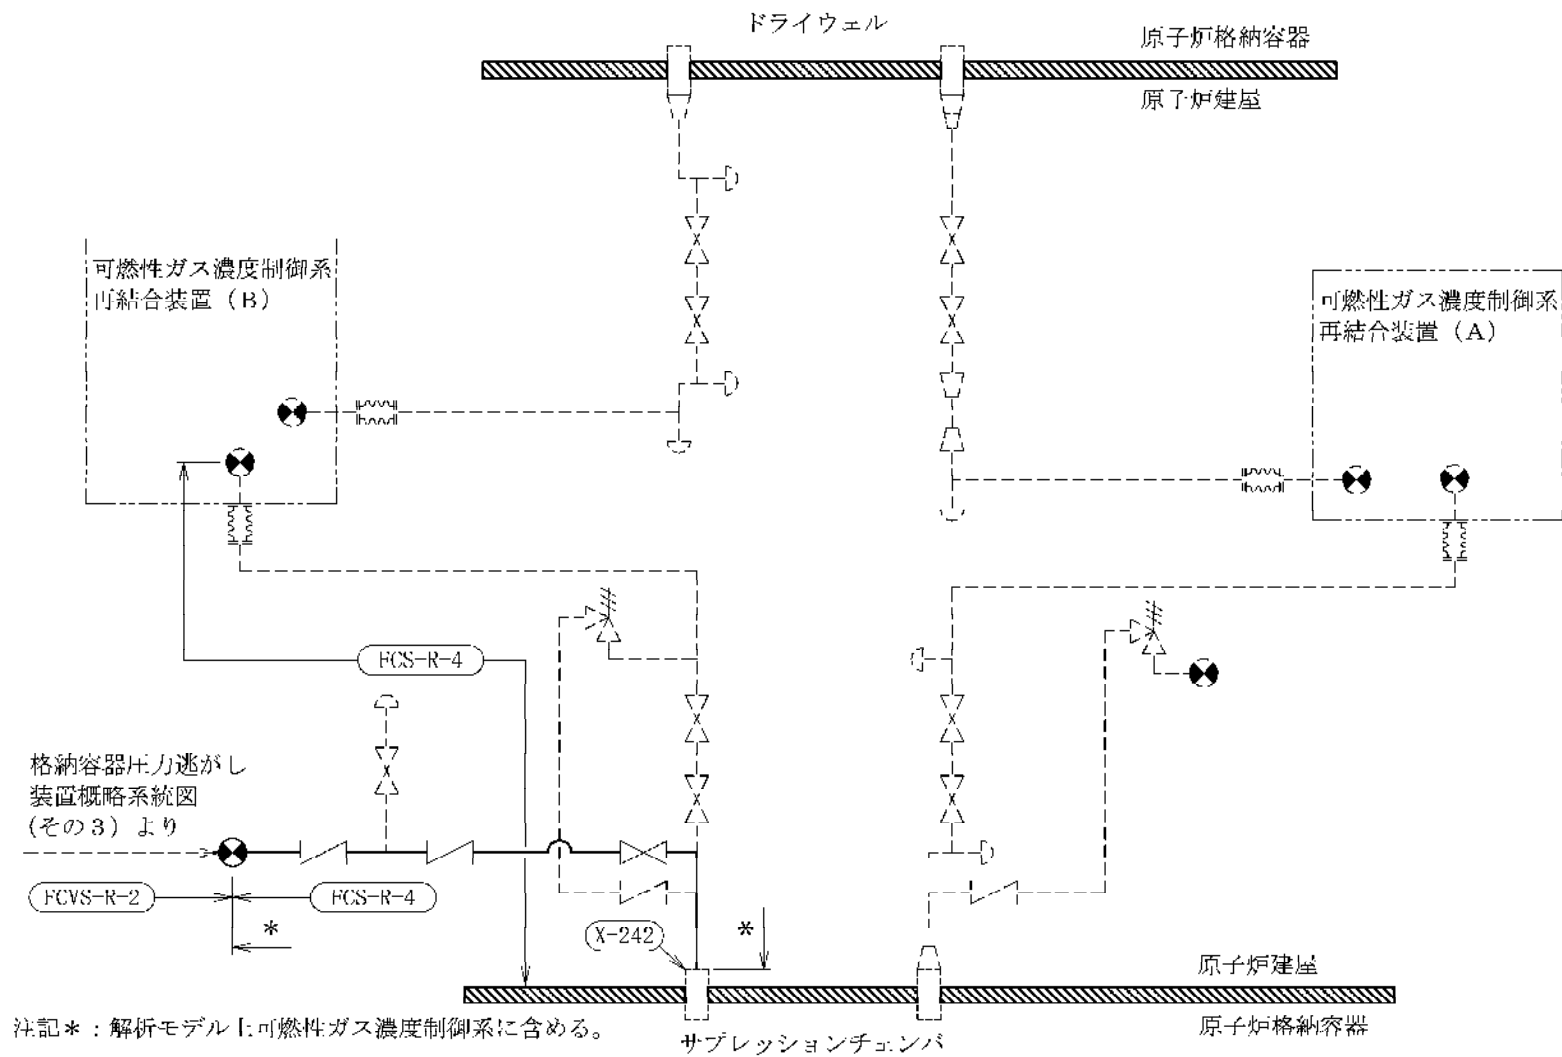 ドライウェル
原子炉格納容器
原子炉建屋
可燃性ガス濃度制御系
再結合装置（B）
可燃性ガス濃度制御系
再結合装置（A）
FCS-R-4
格納容器圧力逃がし
装置概略系統図
(その３）より
FCVS-R-2
FCS-R-4
*
X-242
*
原子炉建屋
原子炉格納容器
注記＊：解析モデル上可燃性ガス濃度制御系に含める。
サプレッションチェンバ